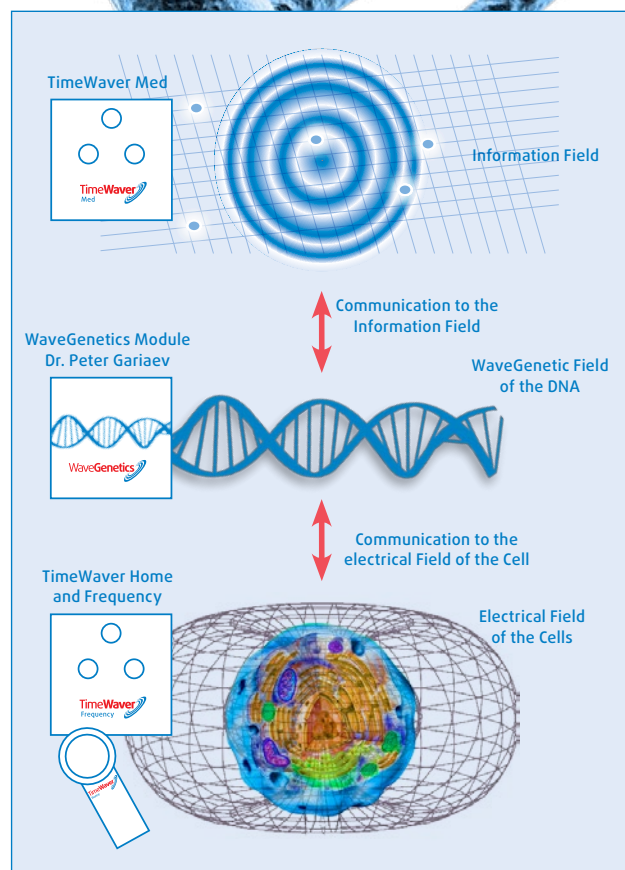 TimeWaver Med
TimeWaver
Med
Information Field
Communication to the
Information Field
WaveGenetics Module
Dr. Peter Gariaev
WaveGenetics
WaveGenetic Field
of the DNA
Communication to the
electrical Field of the Cell
TimeWaver Home
and Frequency
TimeWaver
Frequency
TimeWaver
Electrical Field
of the Cells